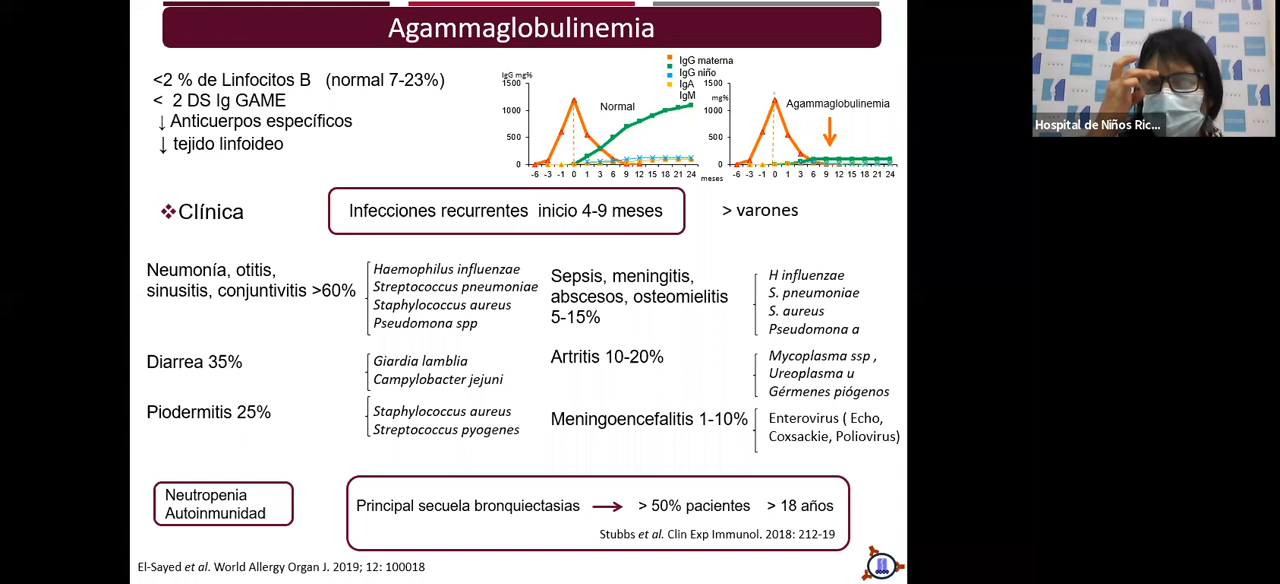 Agammaglobulinemia
<2 % de Linfocitos B (normal 7-23%)
< 2 DS Ig GAME
↓ Anticuerpos específicos
↓ tejido linfoideo
IgG mg%
1500
1000
500
0
Normal
-6 -3 -1 0 1 3 6 9 12 15 18 21 24
IgG materna
IgG niño
IgA
IgM
1500
mg%
1000
500
0
Agammaglobulinemia
-6 -3 -1 0 1 3 6 9 12 15 18 21 24
meses
❖Clínica
Infecciones recurrentes inicio 4-9 meses
> varones
Neumonía, otitis,
sinusitis, conjuntivitis >60%
Haemophilus influenzae
Streptococcus pneumoniae
Staphylococcus aureus
Pseudomona spp
Diarrea 35%
Giardia lamblia
Campylobacter jejuni
Piodermitis 25%
Staphylococcus aureus
Streptococcus pyogenes
Sepsis, meningitis,
abscesos, osteomielitis
5-15%
H influenzae
S. pneumoniae
S. aureus
Pseudomona a
Artritis 10-20%
Mycoplasma ssp ,
Ureoplasma u
Gérmenes piógenos
Meningoencefalitis 1-10%
Enterovirus ( Echo,
Coxsackie, Poliovirus)
Neutropenia
Autoinmunidad
Principal secuela bronquiectasias → > 50% pacientes > 18 años
Stubbs et al. Clin Exp Immunol. 2018: 212-19
El-Sayed et al. World Allergy Organ J. 2019; 12: 100018
Hospital de Niños Ric...